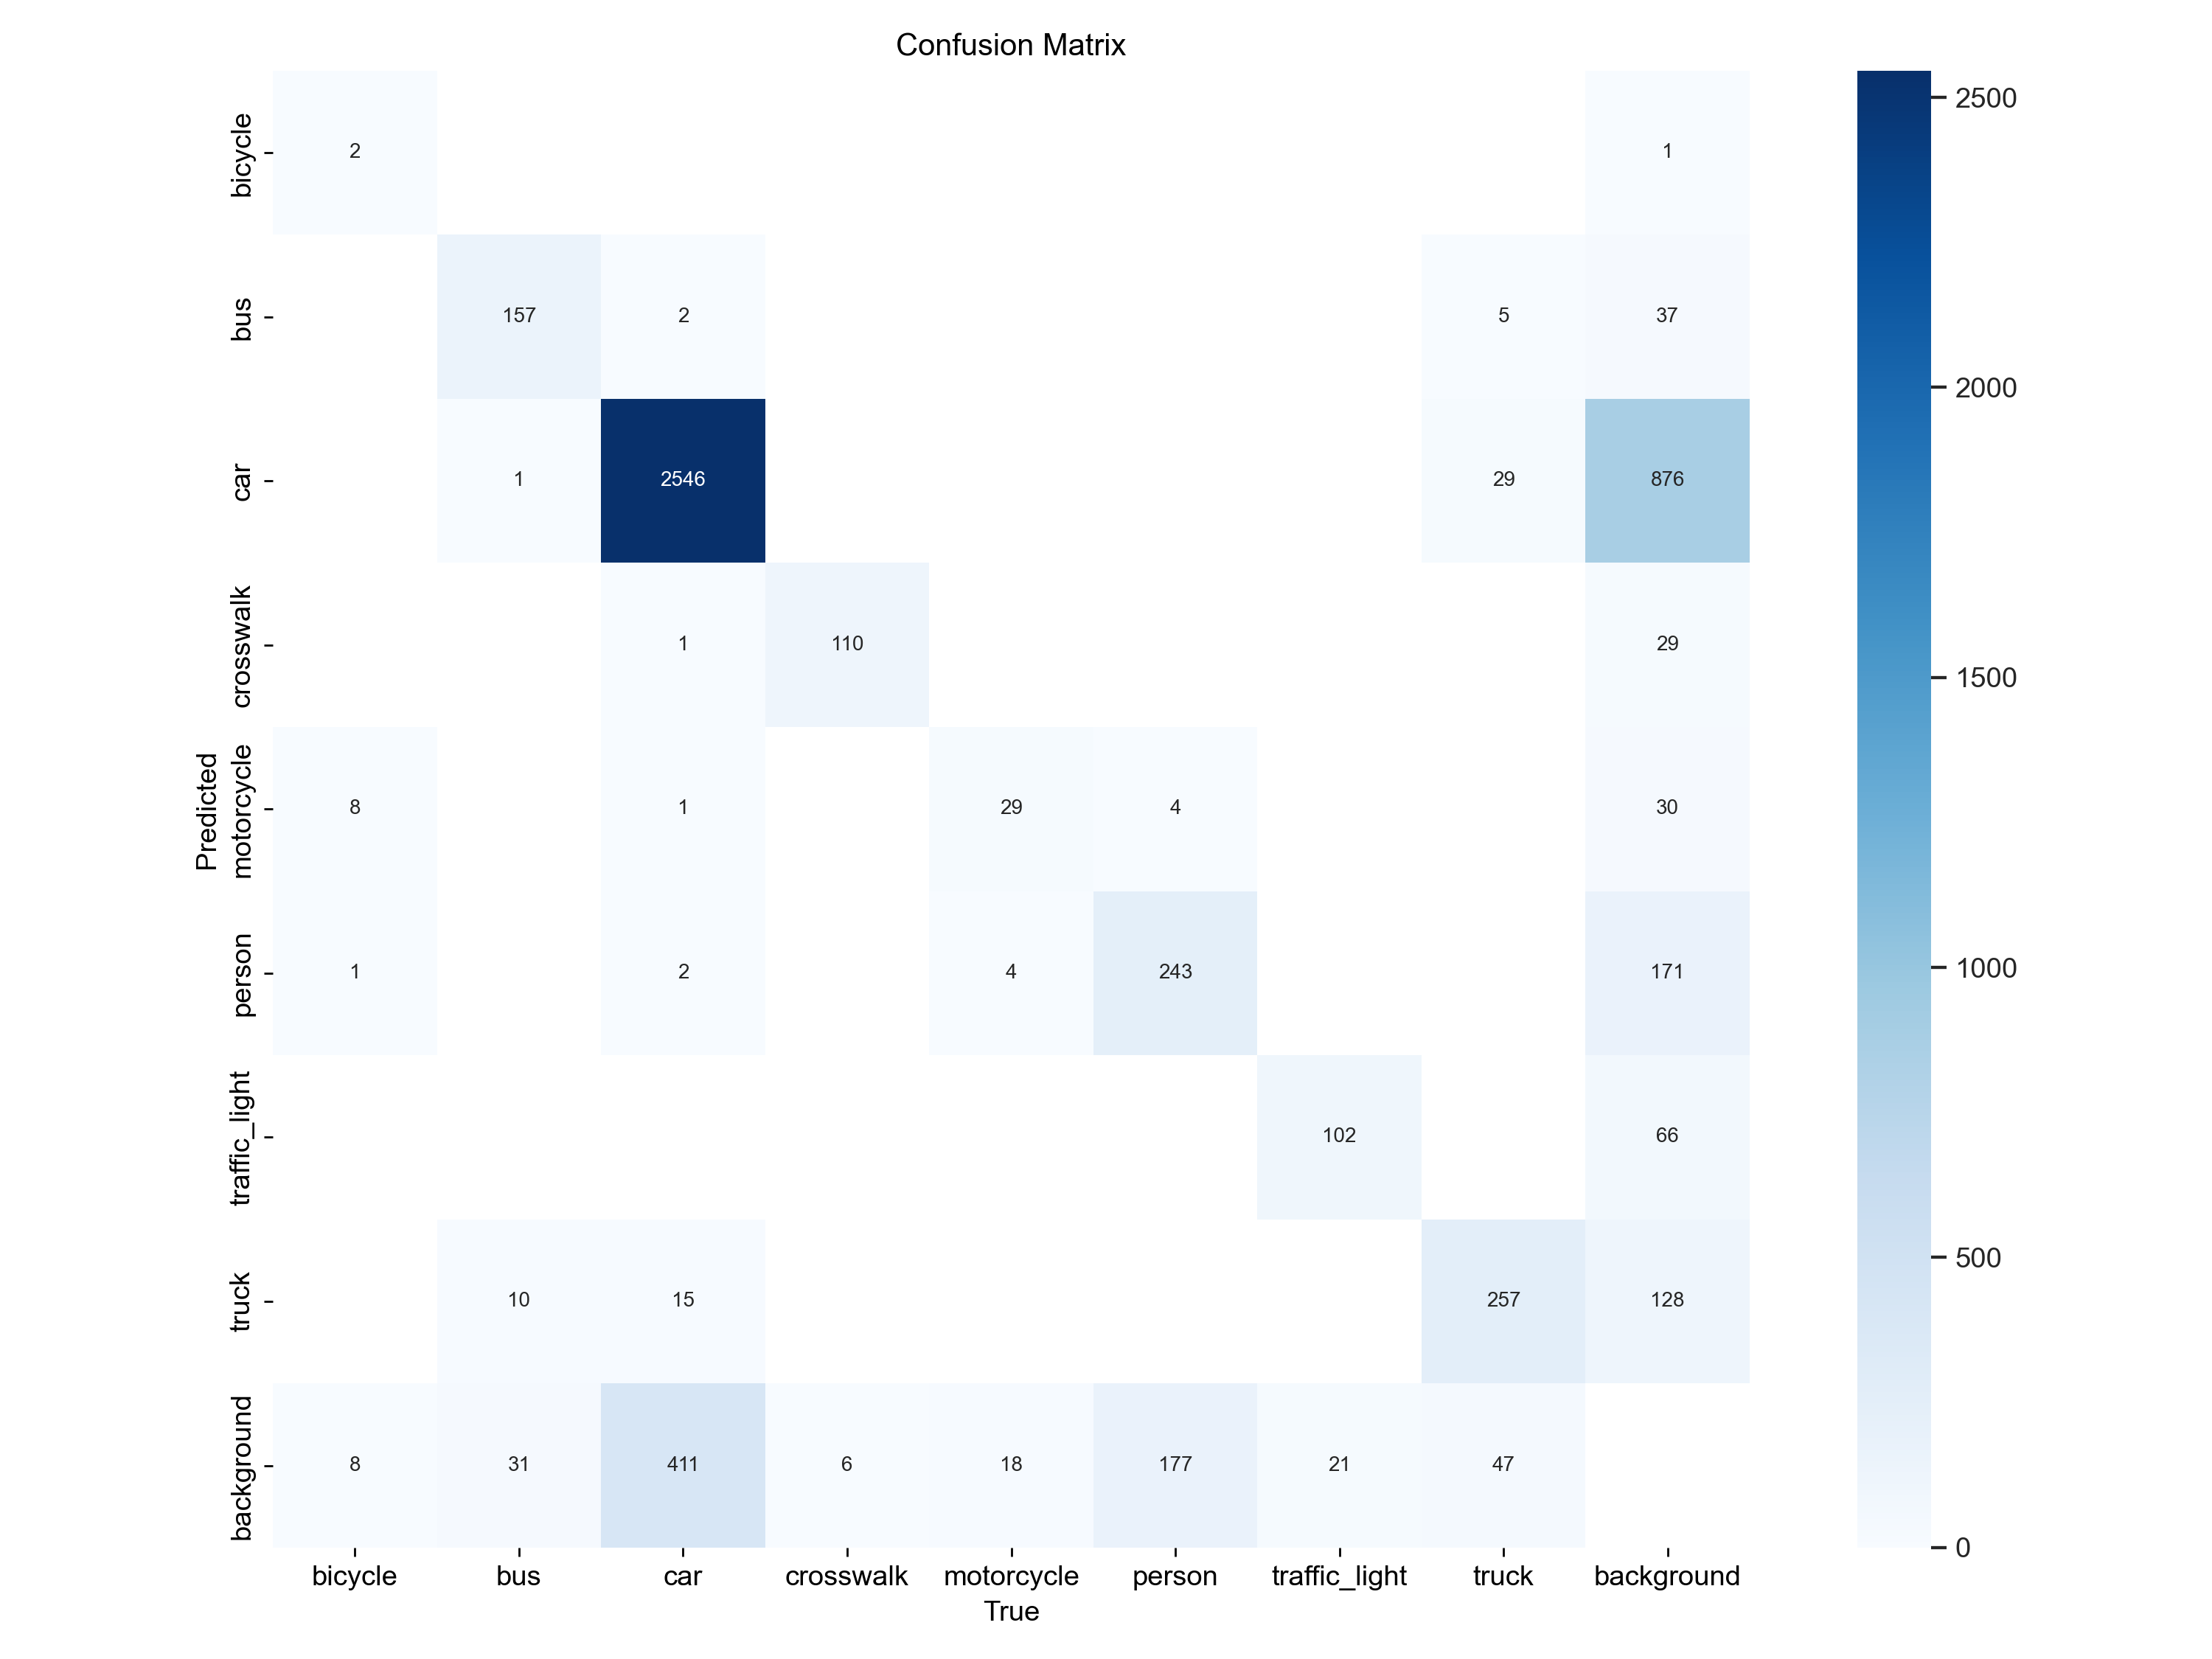 Confusion Matrix
bicycle 2 1
bus 157 2 5 37
car 1 2546 29 876
crosswalk 1 110 29
motorcycle 8 1 29 4 30
person 1 2 4 243 171
traffic_light 102 66
truck 10 15 257 128
background 8 31 411 6 18 177 21 47
Predicted
bicycle bus car crosswalk motorcycle person traffic_light truck background
True
2500
2000
1500
1000
500
0